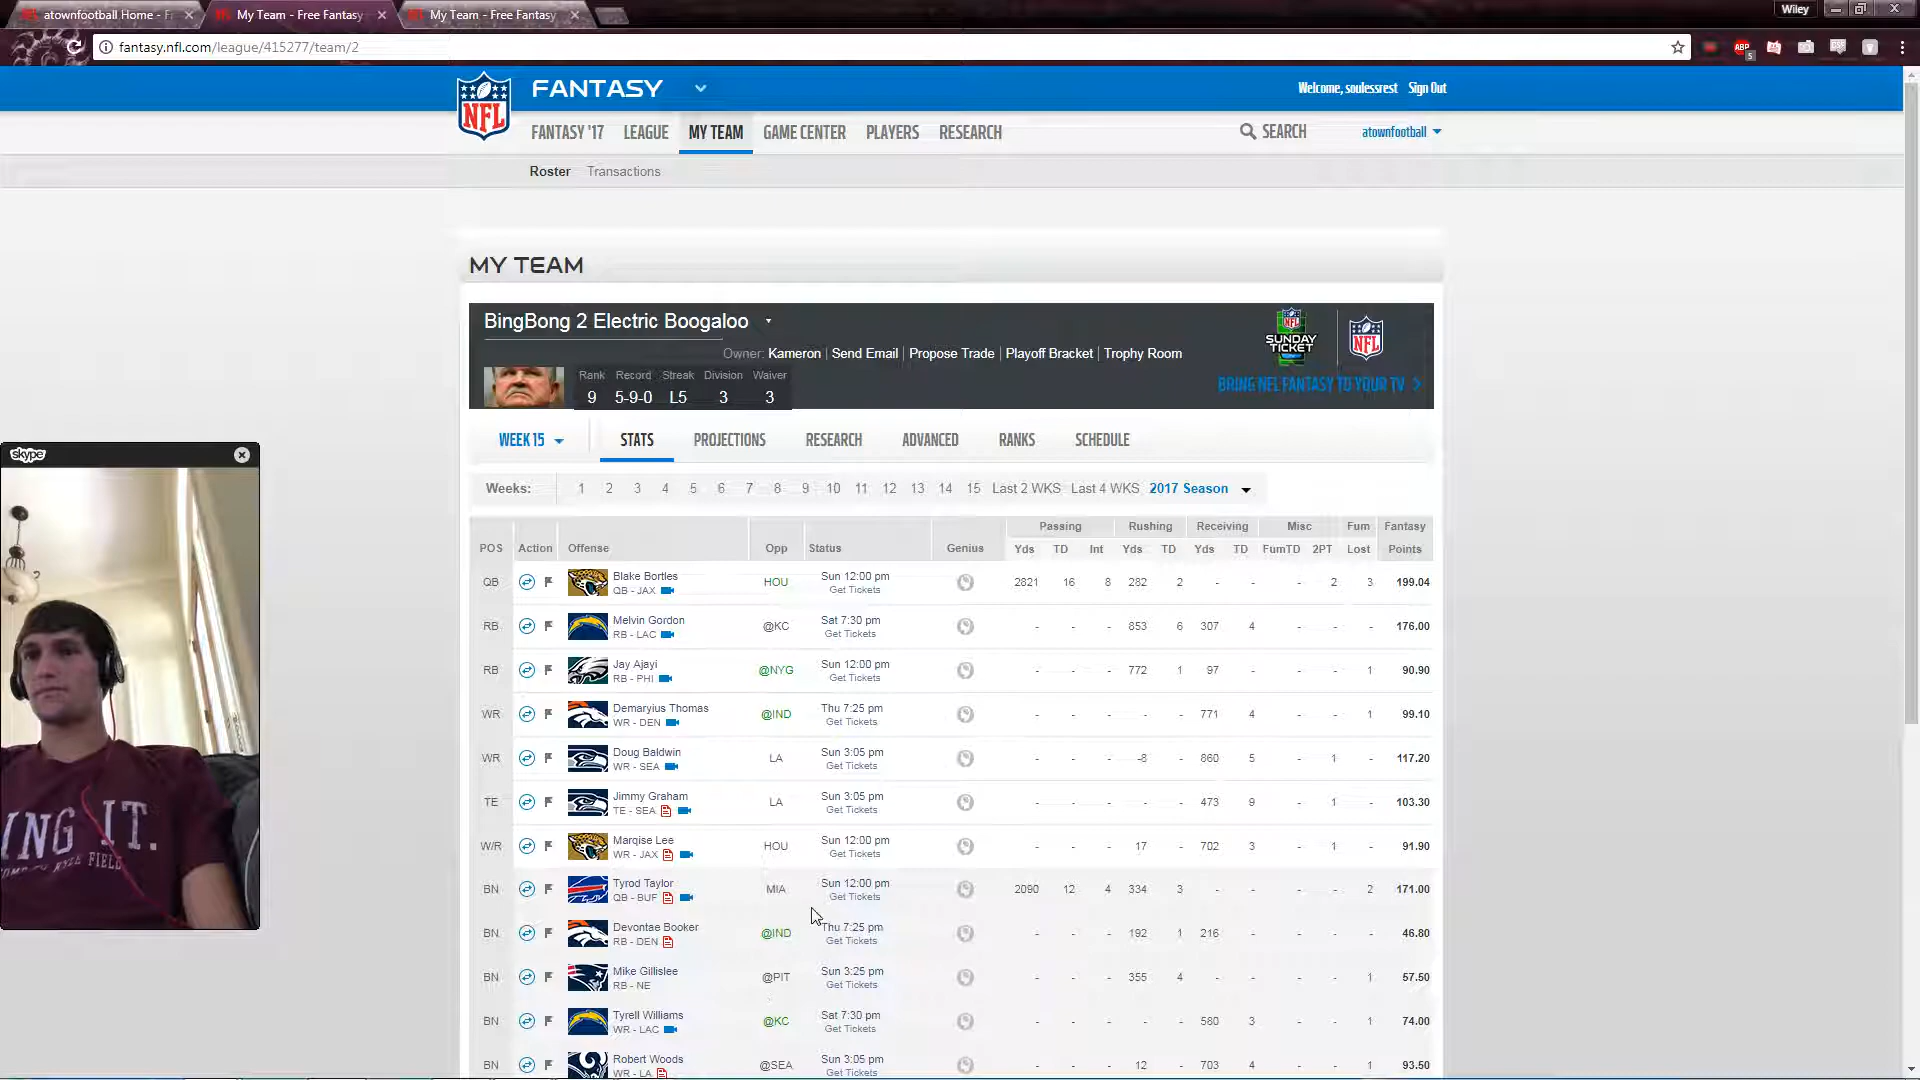 atownfootball Home - F
My Team - Free Fantasy
My Team - Free Fantasy
Wiley
fantasy.nfl.com/league/415277/team/2
ABP
5
NFL
FANTASY
Welcome, soulessrest Sign Out
FANTASY '17 LEAGUE MY TEAM GAME CENTER PLAYERS RESEARCH
SEARCH
atownfootball
Roster Transactions
MY TEAM
BingBong 2 Electric Boogaloo
NFL SUNDAY TICKET
NFL
Owner: Kameron | Send Email | Propose Trade | Playoff Bracket | Trophy Room
BRING NFL FANTASY TO YOUR TV
Rank Record Streak Division Waiver
9 5-9-0 L5 3 3
WEEK 15 STATS PROJECTIONS RESEARCH ADVANCED RANKS SCHEDULE
Weeks: 1 2 3 4 5 6 7 8 9 10 11 12 13 14 15 Last 2 WKS Last 4 WKS 2017 Season
Passing Rushing Receiving Misc Fum Fantasy
POS Action Offense Opp Status Genius Yds TD Int Yds TD Yds TD FumTD 2PT Lost Points
QB Blake Bortles HOU Sun 12:00 pm 2821 16 8 282 2 - - - 2 3 199.04
QB - JAX Get Tickets
RB Melvin Gordon @KC Sat 7:30 pm - - - 853 6 307 4 - - - 176.00
RB - LAC Get Tickets
RB Jay Ajayi @NYG Sun 12:00 pm - - - 772 1 97 - - - 1 90.90
RB - PHI Get Tickets
WR Demaryius Thomas @IND Thu 7:25 pm - - - - - 771 4 - - 1 99.10
WR - DEN Get Tickets
WR Doug Baldwin LA Sun 3:05 pm - - - -8 - 860 5 - 1 - 117.20
WR - SEA Get Tickets
TE Jimmy Graham LA Sun 3:05 pm - - - - - 473 9 - 1 - 103.30
TE - SEA Get Tickets
W/R Marqise Lee HOU Sun 12:00 pm - - - 17 - 702 3 - 1 - 91.90
WR - JAX Get Tickets
BN Tyrod Taylor MIA Sun 12:00 pm 2090 12 4 334 3 - - - - 2 171.00
QB - BUF Get Tickets
BN Devontae Booker @IND Thu 7:25 pm - - - 192 1 216 - - - - 46.80
RB - DEN Get Tickets
BN Mike Gillislee @PIT Sun 3:25 pm - - - 355 4 - - - - 1 57.50
RB - NE Get Tickets
BN Tyrell Williams @KC Sat 7:30 pm - - - - - 580 3 - - 1 74.00
WR - LAC Get Tickets
BN Robert Woods @SEA Sun 3:05 pm - - - 12 - 703 4 - - 1 93.50
WR - LA Get Tickets
skype
ING IT.
FIELD